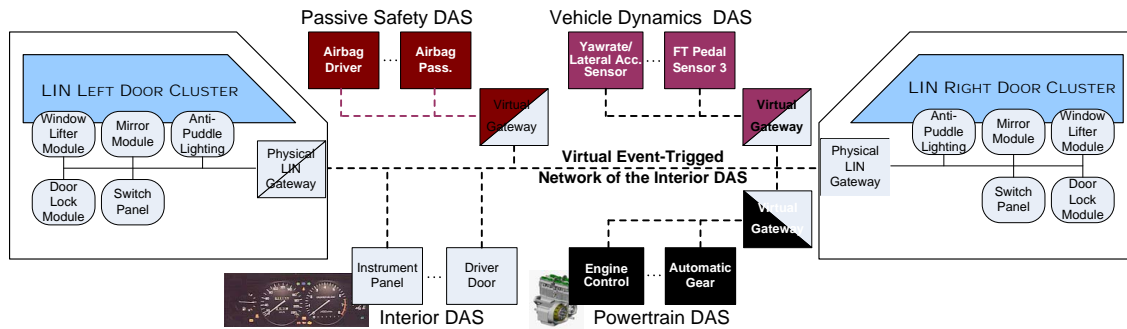 Passive Safety DAS
Vehicle Dynamics DAS
Airbag
Driver
...
Airbag
Pass.
Yawrate/
Lateral Acc.
Sensor
...
FT Pedal
Sensor 3
LIN LEFT DOOR CLUSTER
LIN RIGHT DOOR CLUSTER
Window
Lifter
Module
Mirror
Module
Anti-
Puddle
Lighting
Virtual
Gateway
Virtual
Gateway
Anti-
Puddle
Lighting
Mirror
Module
Window
Lifter
Module
Physical
LIN
Gateway
Virtual Event-Trigged
Network of the Interior DAS
Physical
LIN
Gateway
Door
Lock
Module
Switch
Panel
Virtual
Gateway
Switch
Panel
Door
Lock
Module
Instrument
Panel
...
Driver
Door
Engine
Control
...
Automatic
Gear
Interior DAS
Powertrain DAS